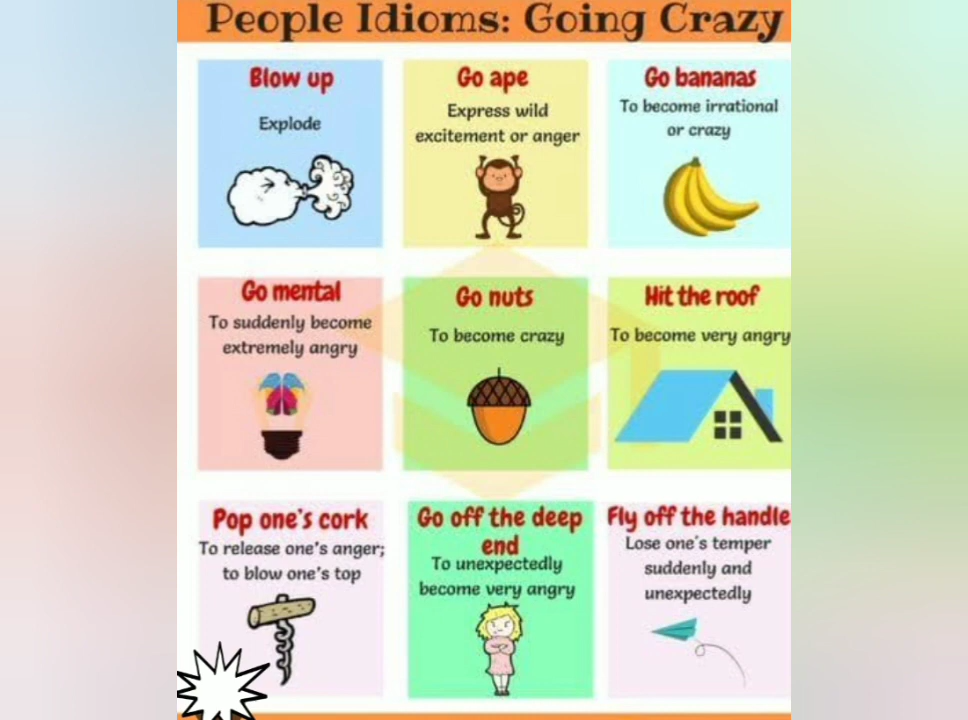 People Idioms: Going Crazy
Blow up
Explode
Go ape
Express wild
excitement or anger
Go bananas
To become irrational
or crazy
Go mental
To suddenly become
extremely angry
Go nuts
To become crazy
Hit the roof
To become very angry
Pop one's cork
To release one's anger;
to blow one's top
Go off the deep
end
To unexpectedly
become very angry
Fly off the handle
Lose one's temper
suddenly and
unexpectedly